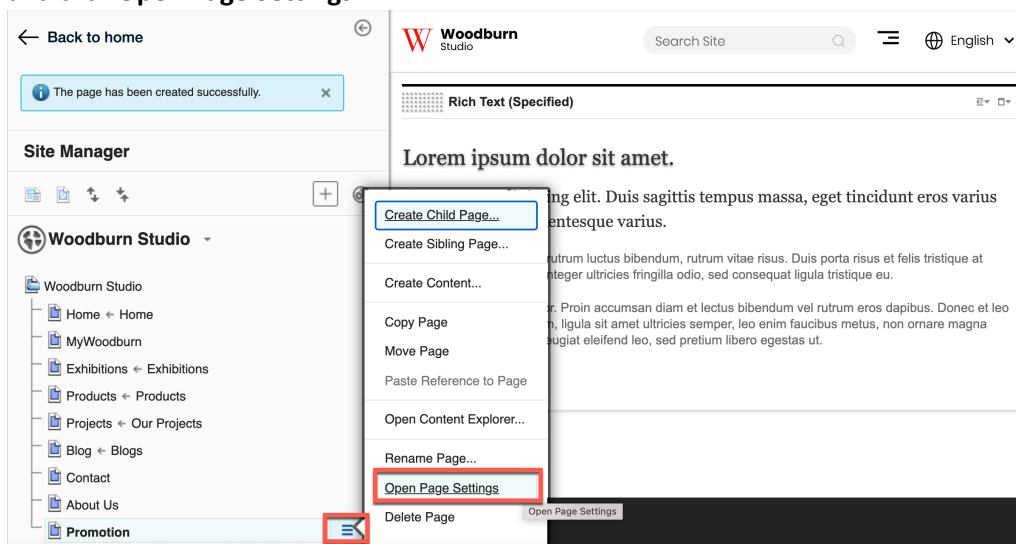 ← Back to home
The page has been created successfully.
Site Manager
Woodburn Studio
Woodburn Studio
Home ← Home
MyWoodburn
Exhibitions ← Exhibitions
Products ← Products
Projects ← Our Projects
Blog ← Blogs
Contact
About Us
Promotion
Create Child Page...
Create Sibling Page...
Create Content...
Copy Page
Move Page
Paste Reference to Page
Open Content Explorer...
Rename Page...
Open Page Settings
Delete Page
Open Page Settings
W Woodburn
Studio
Search Site
English
Rich Text (Specified)
Lorem ipsum dolor sit amet.
ing elit. Duis sagittis tempus massa, eget tincidunt eros varius
entesque varius.
rutrum luctus bibendum, rutrum vitae risus. Duis porta risus et felis tristique at
nteger ultricies fringilla odio, sed consequat ligula tristique eu.
or. Proin accumsan diam et lectus bibendum vel rutrum eros dapibus. Donec et leo
, ligula sit amet ultricies semper, leo enim faucibus metus, non ornare magna
eugiat eleifend leo, sed pretium libero egestas ut.